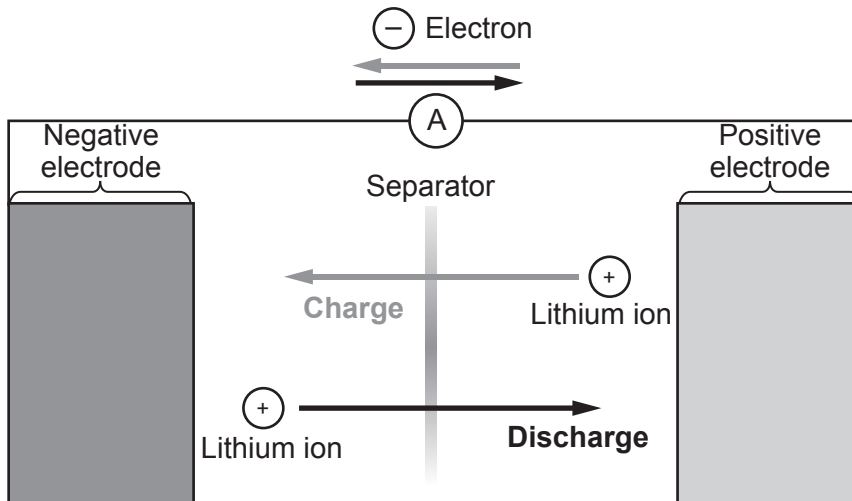 − Electron
A
Negative
electrode
Positive
electrode
Separator
+
Charge
Lithium ion
+
Lithium ion
Discharge